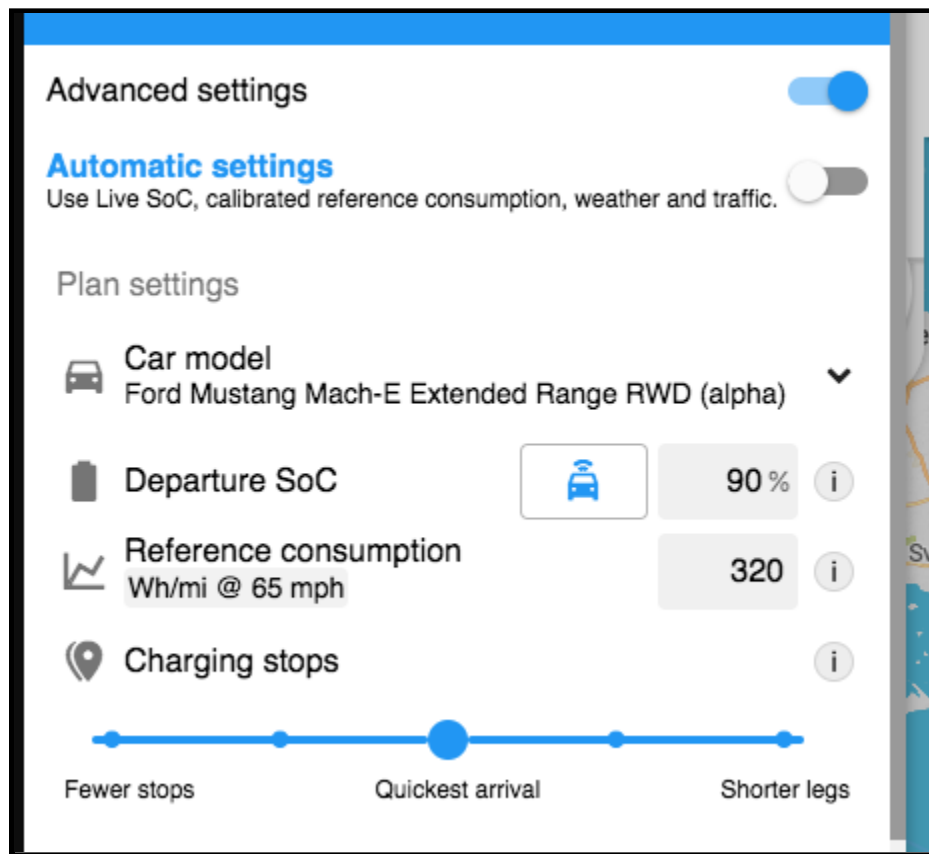 Advanced settings
Automatic settings
Use Live SoC, calibrated reference consumption, weather and traffic.
Plan settings
Car model
Ford Mustang Mach-E Extended Range RWD (alpha)
Departure SoC
90 %
i
Reference consumption
Wh/mi @ 65 mph
320
i
Charging stops
i
Fewer stops
Quickest arrival
Shorter legs